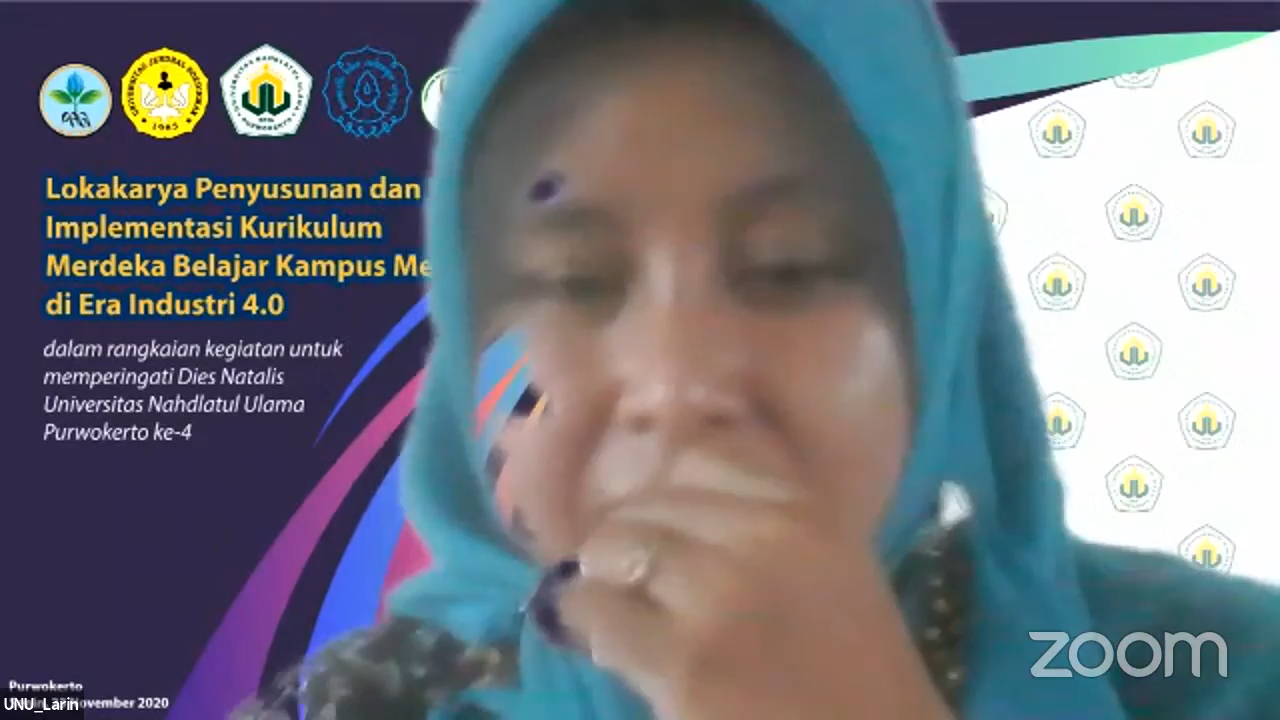 Lokakarya Penyusunan dan
Implementasi Kurikulum
Merdeka Belajar Kampus Me
di Era Industri 4.0
dalam rangkaian kegiatan untuk
memperingati Dies Natalis
Universitas Nahdlatul Ulama
Purwokerto ke-4
zoom
Purwokerto
November 2020
UNU_Larin